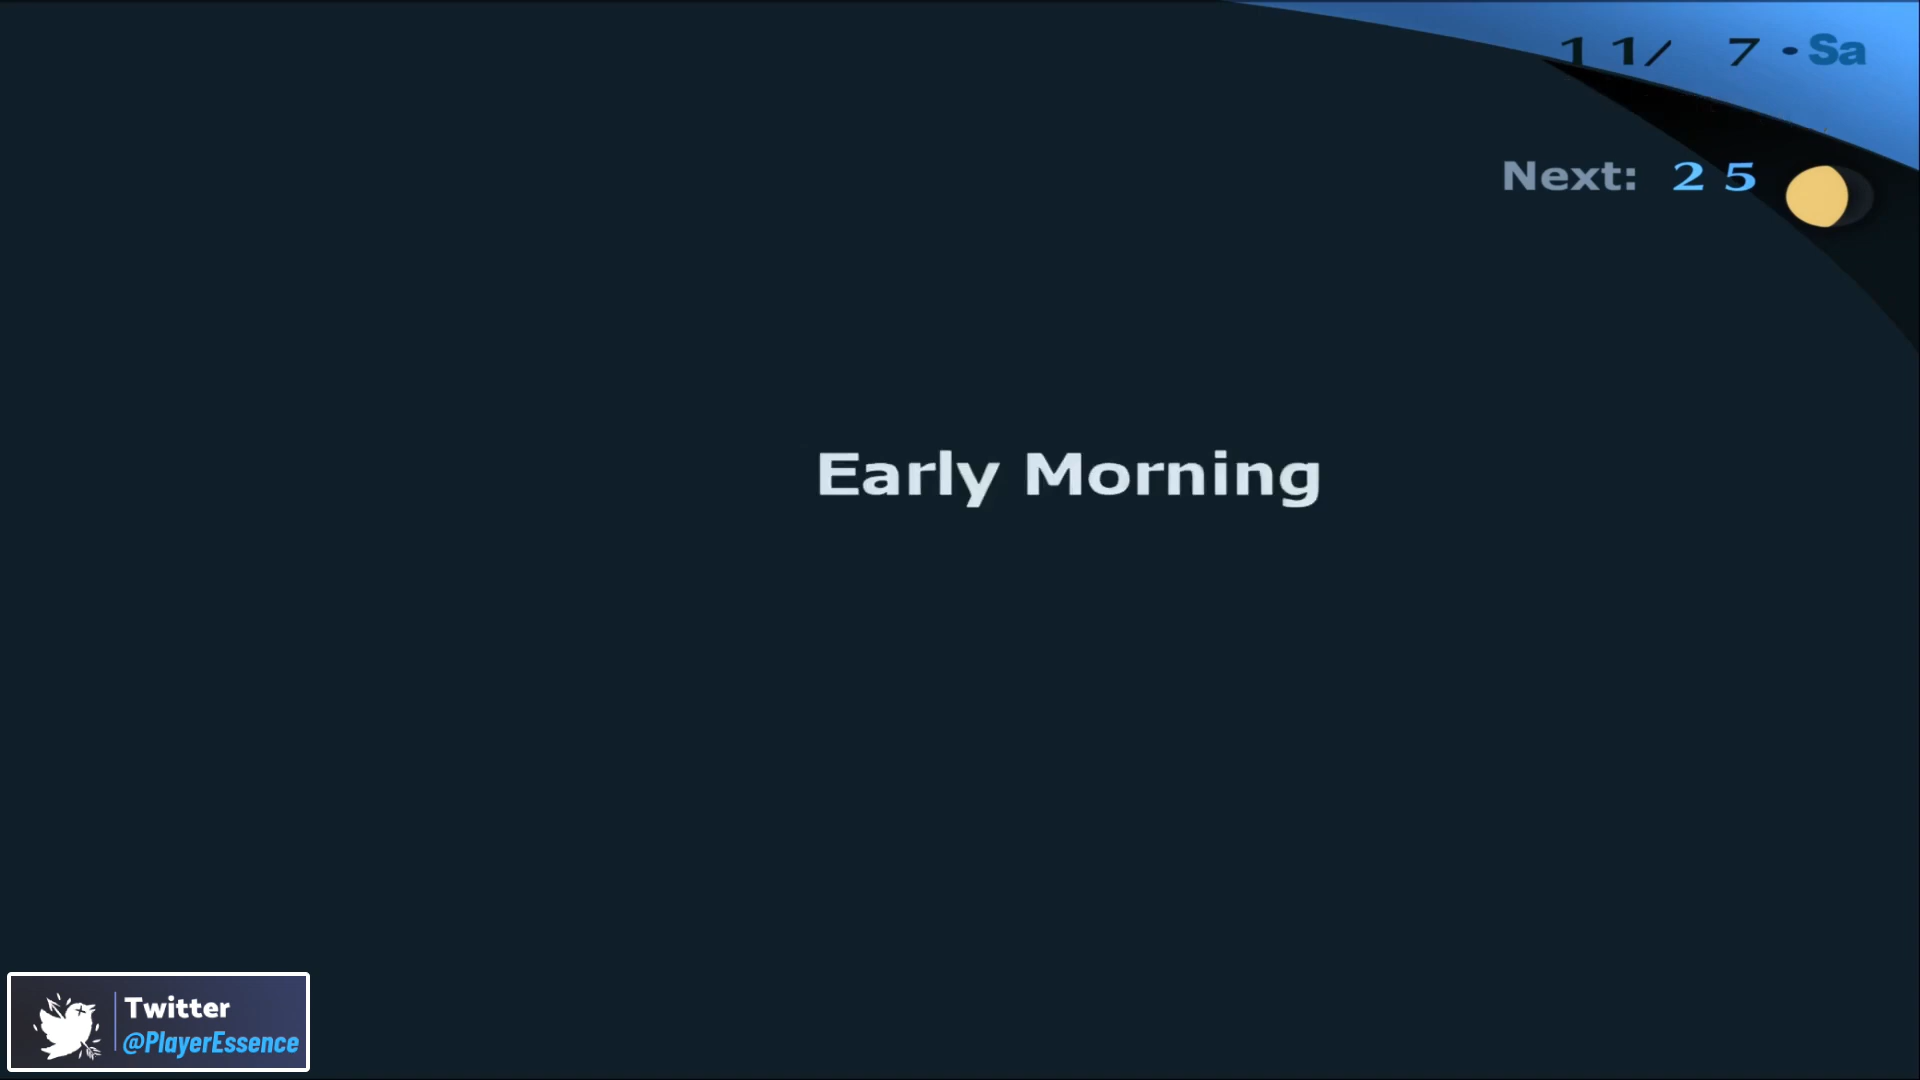 11/ 7 •Sa
Next: 25
Early Morning
Twitter
@PlayerEssence